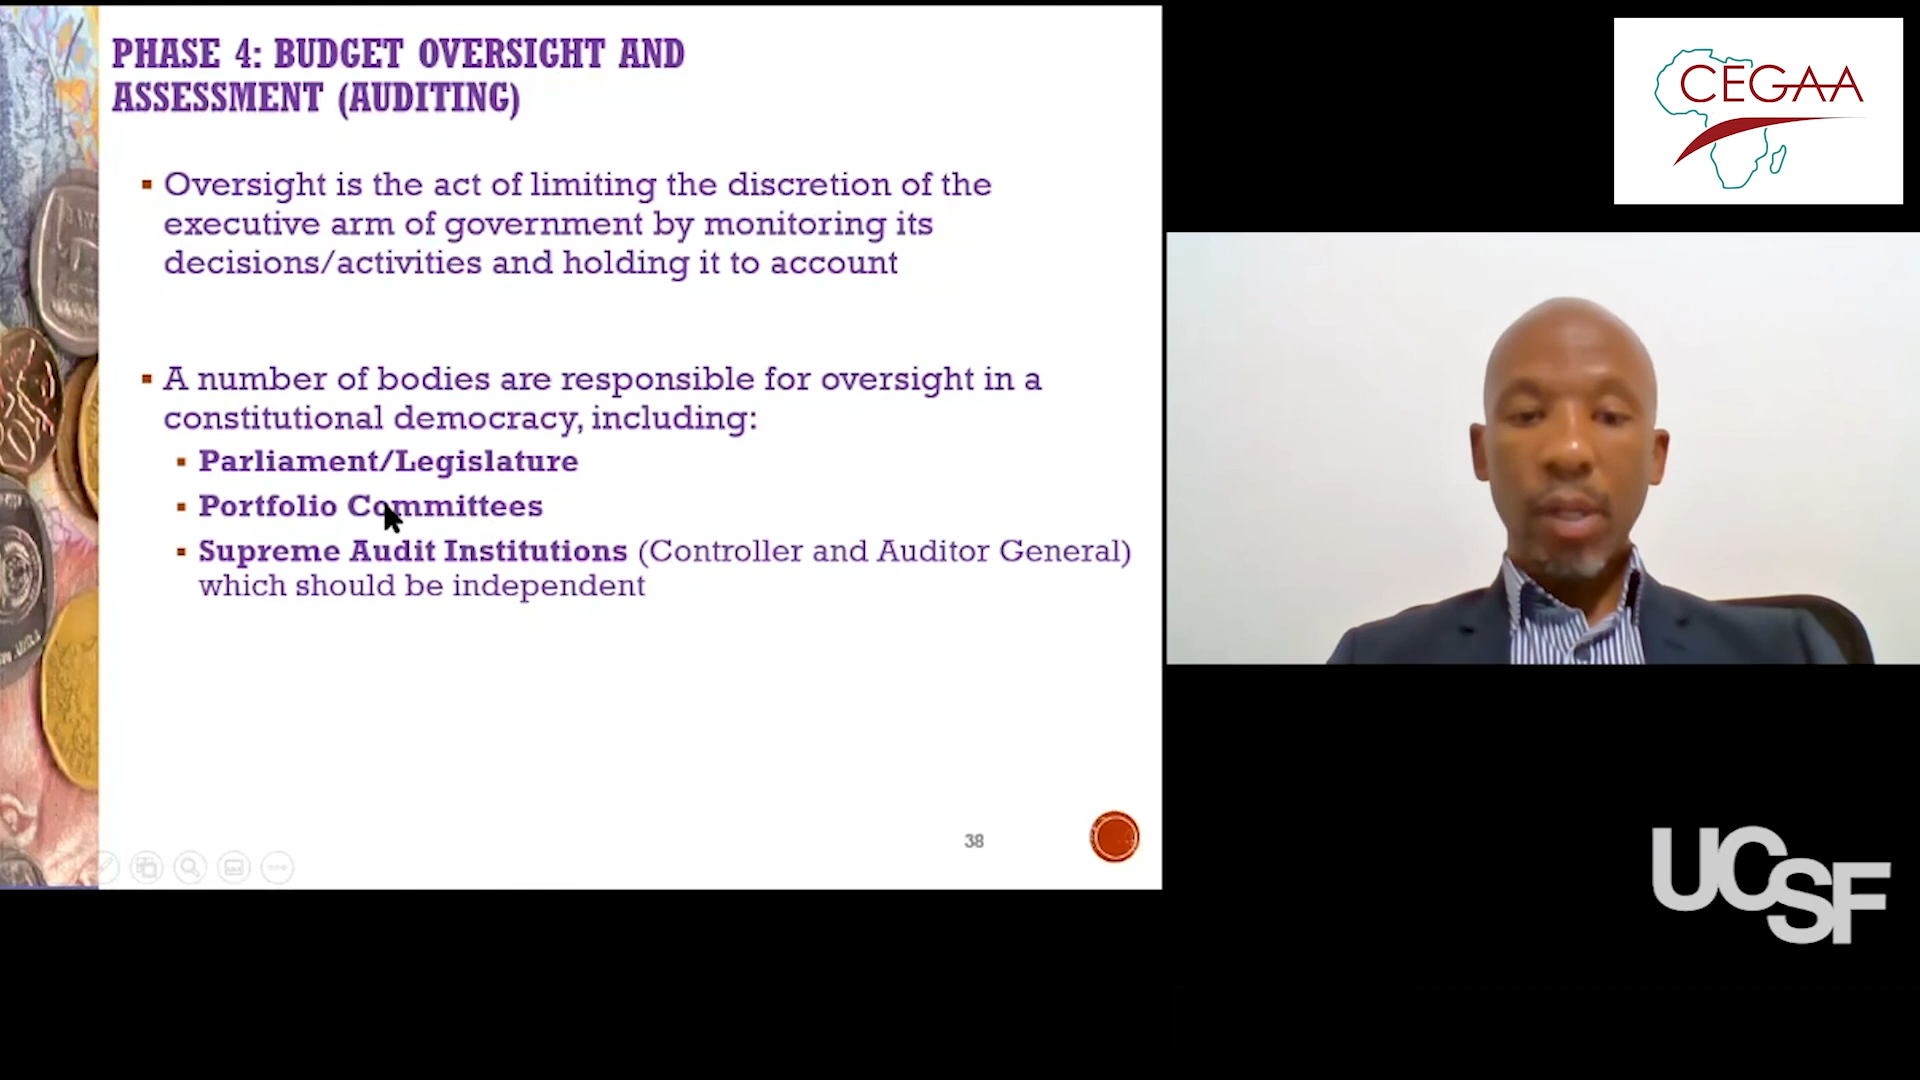 PHASE 4: BUDGET OVERSIGHT AND
ASSESSMENT (AUDITING)
Oversight is the act of limiting the discretion of the
executive arm of government by monitoring its
decisions/activities and holding it to account
A number of bodies are responsible for oversight in a
constitutional democracy, including:
Parliament/Legislature
Portfolio Committees
Supreme Audit Institutions (Controller and Auditor General)
which should be independent
38
CEGAA
UCSF